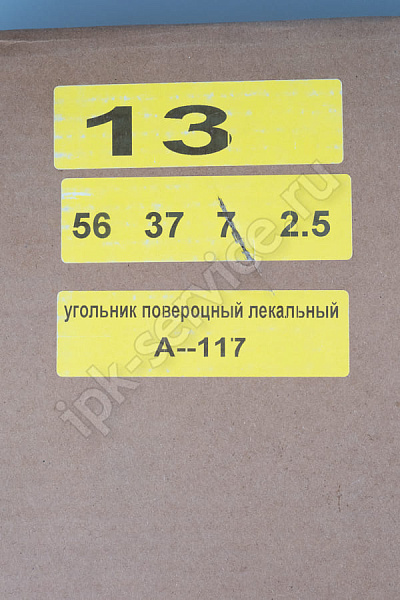 13
56 37 7 2.5
угольник повероцный лекальный
А--117
ipk-service.ru